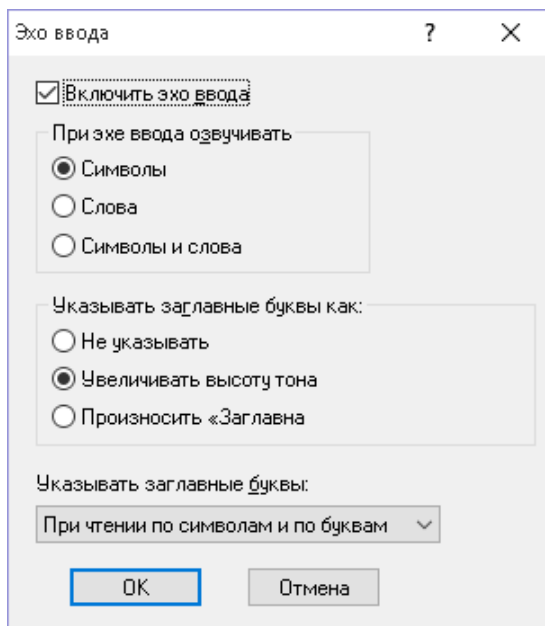 Эхо ввода
Включить эхо ввода
При эхе ввода озвучивать
Символы
Слова
Символы и слова
Указывать заглавные буквы как:
Не указывать
Увеличивать высоту тона
Произносить «Заглавна
Указывать заглавные буквы:
При чтении по символам и по буквам
OK
Отмена